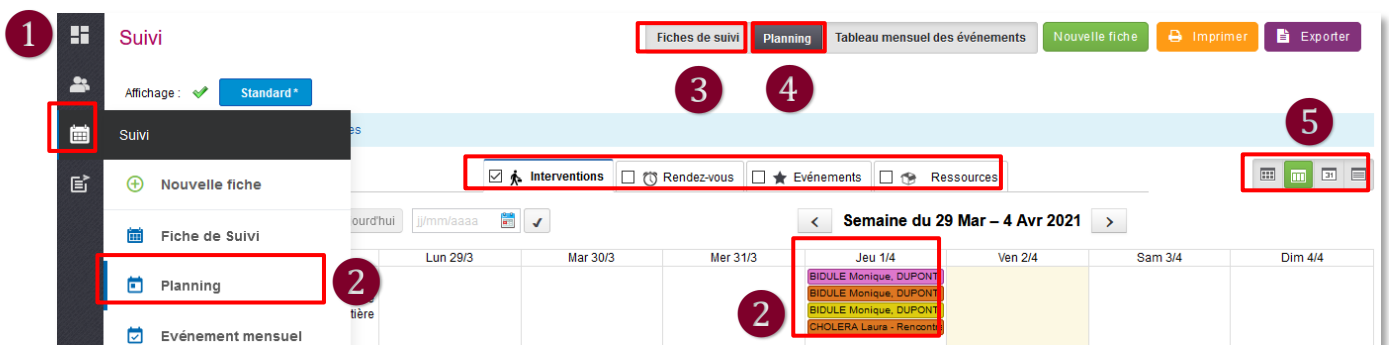 1
Suivi
Fiches de suivi
Planning
Tableau mensuel des événements
Nouvelle fiche
Imprimer
Exporter
3
4
Affichage :
Standard *
5
Suivi
es
Interventions
Rendez-vous
Evénements
Ressources
Nouvelle fiche
ourd'hui
jj/mm/aaaa
Semaine du 29 Mar – 4 Avr 2021
Fiche de Suivi
Lun 29/3
Mar 30/3
Mer 31/3
Jeu 1/4
Ven 2/4
Sam 3/4
Dim 4/4
Planning
2
tière
2
BIDULE Monique, DUPONT
BIDULE Monique, DUPONT
BIDULE Monique, DUPONT
CHOLERA Laura - Rencontre
Evénement mensuel